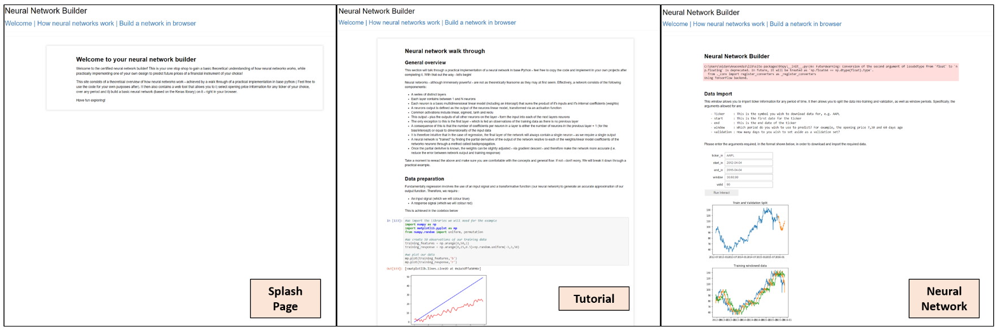 Neural Network Builder
Welcome | How neural networks work | Build a network in browser
Welcome to your neural network builder
Welcome to the certified neural network builder! This is your one stop shop to gain a basic theoretical understanding of how neural networks works, while
practically implementing one of your own design to predict future prices of a financial instrument of your choice!
This site consists of a theoretical overview of how neural networks work - achieved by a walk through of a practical implementation in base python ( Feel free to
use the code for your own purposes after). It then also contains a web tool that allows you to i) select opening price information for any ticker of your choice,
over any period and ii) build a basic neural network (based on the Keras library) on it - right in your browser.
Have fun exploring!
Splash
Page
Neural Network Builder
Welcome | How neural networks work | Build a network in browser
Neural network walk through
General overview
This section will talk through a practical implementation of a neural network in base Python - feel free to copy the code and implement in your own projects after
completing it. With that out the way - let's begin!
Neural networks - although immensely powerful - are not as theoretically fearsome as they may at first seem. Effectively, a network consists of the following
componenents:
• A series of distinct layers
• Each layer contains between 1 and N neurons
• Each neuron is a basic multidimensional linear model (including an intercept) that sums the product of it's inputs and it's internal coefficients (weights)
• A neurons output is defined as the output of the neurons linear model, transformed via an activation function
• Common activations include linear, sigmoid, tanh and reclu
• This output - plus the outputs of all other neurons on the layer - form the input into each of the next layers neurons
• The only exception to this is the first layer - which is fed an observations of the training data as there is no previous layer
• A consequence of this is that the number of coefficients per neuron in a layer is either the number of neurons in the previous layer + 1 (for the
bias/intercept) or equal to dimensionality of the input data
• It is therefore intuitive that in the case of regression, the final layer of the network will always contain a single neuron - as we require a single output
• A neural network is "trained" by finding the partial derivative of the output of the network relative to each of the weights/linear model coefficients of the
networks neurons through a method called backpropagation.
• Once the partial derivitve is known, the weights can be slightly adjusted - via gradient descent - and therefore make the network more accurate (i.e.
reduce the error between network output and training response)
Take a moment to reread the above and make sure you are comfortable with the concepts and general flow. If not - don't worry. We will break it down through a
practical example.
Data preparation
Fundamentally regression involves the use of an input signal and a transformative function (our neural network) to generate an accurate approximation of our
output function. Therefore, we require :
• An input signal (which we will colour blue)
• A response signal (which we will colour red)
This is achieved in the codebox below
In [133]: #we import the libraries we will need for the example
import numpy as np
import matplotlib.pyplot as mp
from numpy.random import uniform, permutation
#we create 50 observations of our training data
training_features = np.arange(0,50,1)
training_response = np.arange(0,25,0.5)+np.random.uniform(-3,3,50)
#we plot our data
mp.plot(training_features,'b')
mp.plot(training_response,'r')
Out[133]: [<matplotlib.lines.Line2D at
50
40
30
20
10
0
Tutorial
Neural Network Builder
Welcome | How neural networks work | Build a network in browser
Neural Network Builder
C:\Users\Aidan\Anaconda3\lib\site-packages\h5py\__init__.py:36: FutureWarning: Conversion of the second argument of issubdtype from `float` to `n
p.floating` is deprecated. In future, it will be treated as `np.float64 == np.dtype(float).type`.
from ._conv import register_converters as _register_converters
Using TensorFlow backend.
Data Import
This window allows you to import ticker information for any period of time. It then allows you to split the data into training and validation, as well as window periods. Specifically, the
arguments allowed for are:
- Ticker : This is the symbol you wish to download data for, e.g. AAPL
- start : This is the first date for the ticker
- end : This is the end date of the ticker
- window : Which period do you wish to use to predict? For example, the opening price 7,30 and 60 days ago
- validation : How many days to you wish to set aside as a validation set?
Please enter the arguments required, in the format shown below, in order to download and import the required data.
ticker_in AAPL
start_in 2012-04-04
end_in 2016-04-04
window 30,60,90
valid 90
Run Interact
Train and Validation Split
130
120
110
100
90
80
70
60
2012-07 2013-01 2013-07 2014-01 2014-07 2015-01 2015-07 2016-01
Training windowed data
130
120
110
100
90
80
70
60
Neural
Network